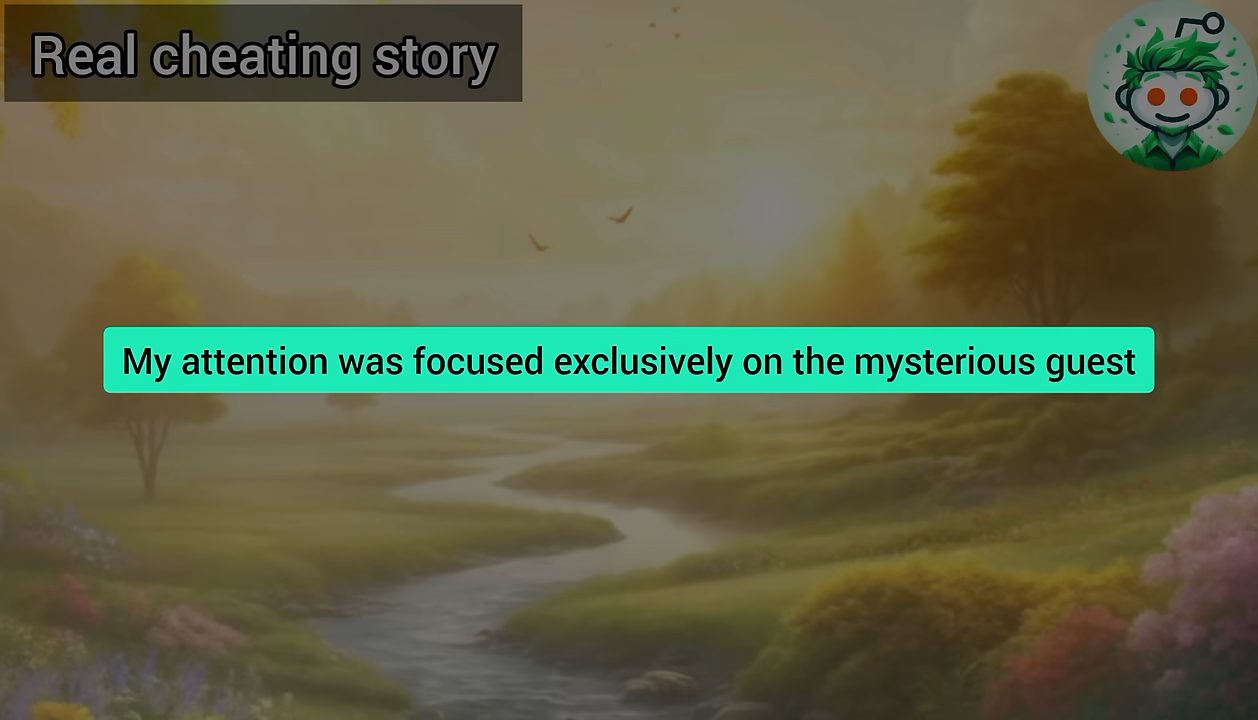 Real cheating story
My attention was focused exclusively on the mysterious guest